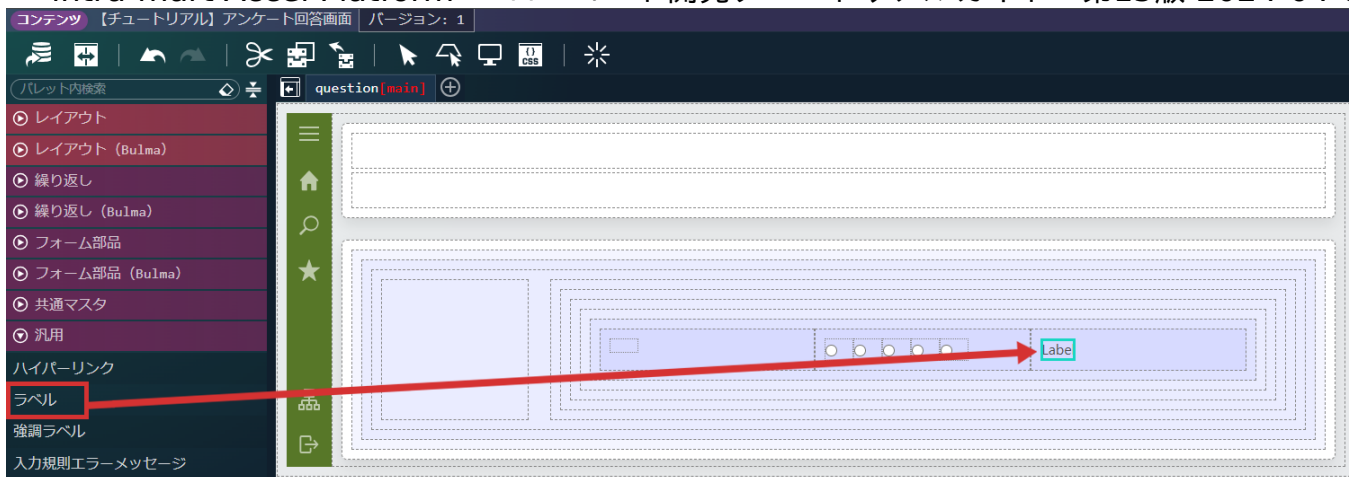 コンテンツ 【チュートリアル】アンケート回答画面 バージョン: 1
{} CSS
パレット内検索
question[main]
レイアウト
レイアウト (Bulma)
繰り返し
繰り返し (Bulma)
フォーム部品
フォーム部品 (Bulma)
共通マスタ
汎用
Labe
ハイパーリンク
ラベル
強調ラベル
入力規則エラーメッセージ